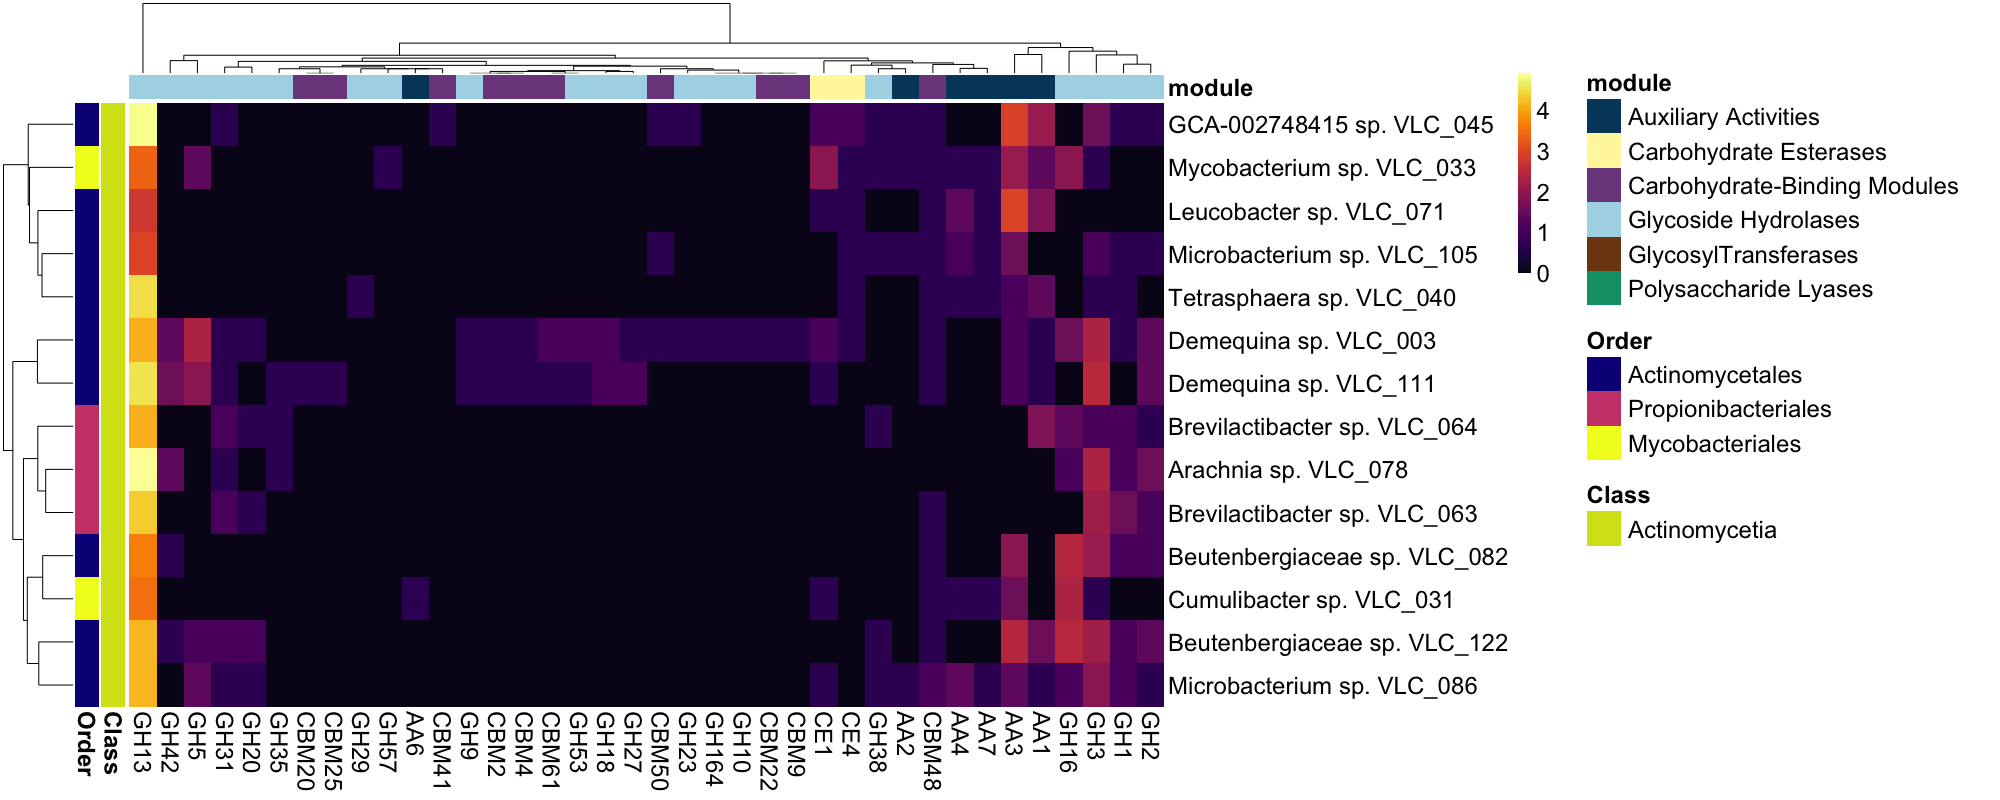 module
GCA-002748415 sp. VLC_045
Mycobacterium sp. VLC_033
Leucobacter sp. VLC_071
Microbacterium sp. VLC_105
Tetrasphaera sp. VLC_040
Demequina sp. VLC_003
Demequina sp. VLC_111
Brevilactibacter sp. VLC_064
Arachnia sp. VLC_078
Brevilactibacter sp. VLC_063
Beutenbergiaceae sp. VLC_082
Cumulibacter sp. VLC_031
Beutenbergiaceae sp. VLC_122
Microbacterium sp. VLC_086
Order
Class
GH13
GH42
GH5
GH31
GH20
GH35
CBM20
CBM25
GH29
GH57
AA6
CBM41
GH9
CBM2
CBM4
CBM61
GH53
GH18
GH27
CBM50
GH23
GH164
GH10
CBM22
CBM9
CE1
CE4
GH38
AA2
CBM48
AA4
AA7
AA3
AA1
GH16
GH3
GH1
GH2
4
3
2
1
0
module
Auxiliary Activities
Carbohydrate Esterases
Carbohydrate-Binding Modules
Glycoside Hydrolases
GlycosylTransferases
Polysaccharide Lyases
Order
Actinomycetales
Propionibacteriales
Mycobacteriales
Class
Actinomycetia